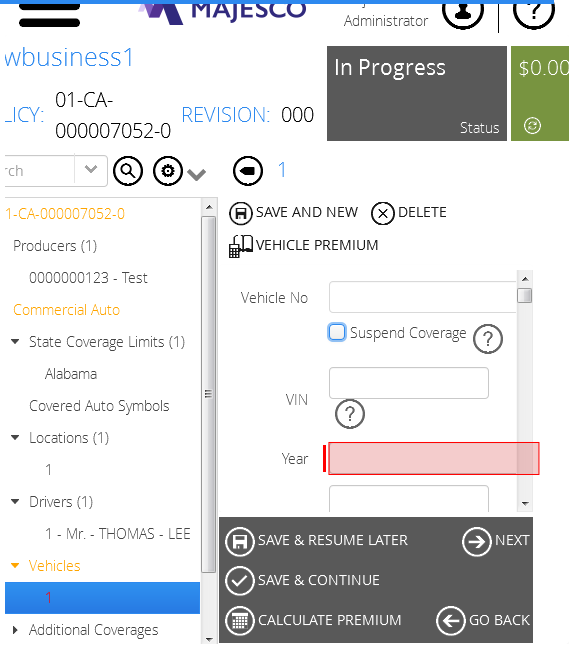 MAJESCO
Administrator
?
wbusiness1
In Progress
$0.00
LICY:
01-CA-
000007052-0
REVISION:
000
Status
rch
1
1-CA-000007052-0
SAVE AND NEW
DELETE
Producers (1)
VEHICLE PREMIUM
0000000123 - Test
Vehicle No
Commercial Auto
Suspend Coverage
?
State Coverage Limits (1)
Alabama
VIN
Covered Auto Symbols
?
Locations (1)
1
Year
Drivers (1)
1 - Mr. - THOMAS - LEE
Vehicles
1
Additional Coverages
SAVE & RESUME LATER
NEXT
SAVE & CONTINUE
CALCULATE PREMIUM
GO BACK